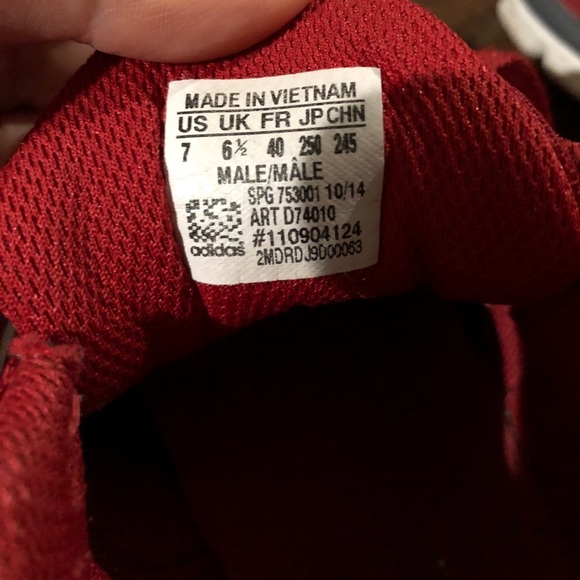 MADE IN VIETNAM
US UK FR JP CHN
7 6½ 40 250 245
MALE/MÂLE
SPG 753001 10/14
ART D74010
#110904124
adidas 2MDRDJ9D00063